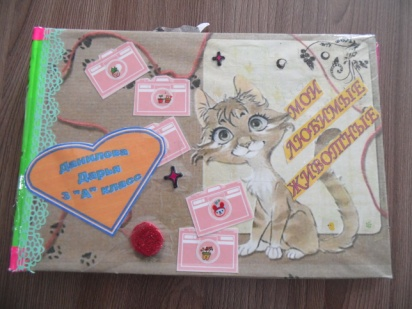 Мои
любимые
животные
Данилова
Дарья
3 "А" класс